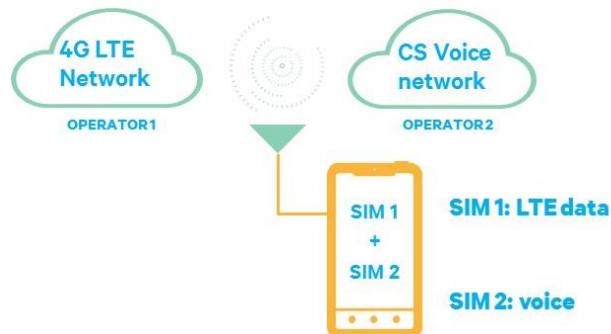 4G LTE
Network
OPERATOR1
CS Voice
network
OPERATOR2
SIM 1
+
SIM 2
SIM 1: LTE data
SIM 2: voice